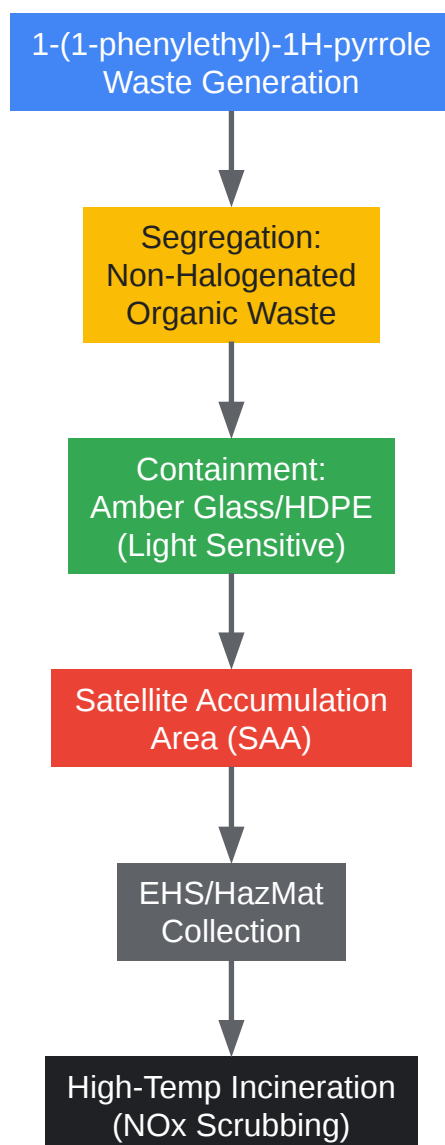 1-(1-phenylethyl)-1H-pyrrole
Waste Generation
Segregation:
Non-Halogenated
Organic Waste
Containment:
Amber Glass/HDPE
(Light Sensitive)
Satellite Accumulation
Area (SAA)
EHS/HazMat
Collection
High-Temp Incineration
(NOx Scrubbing)